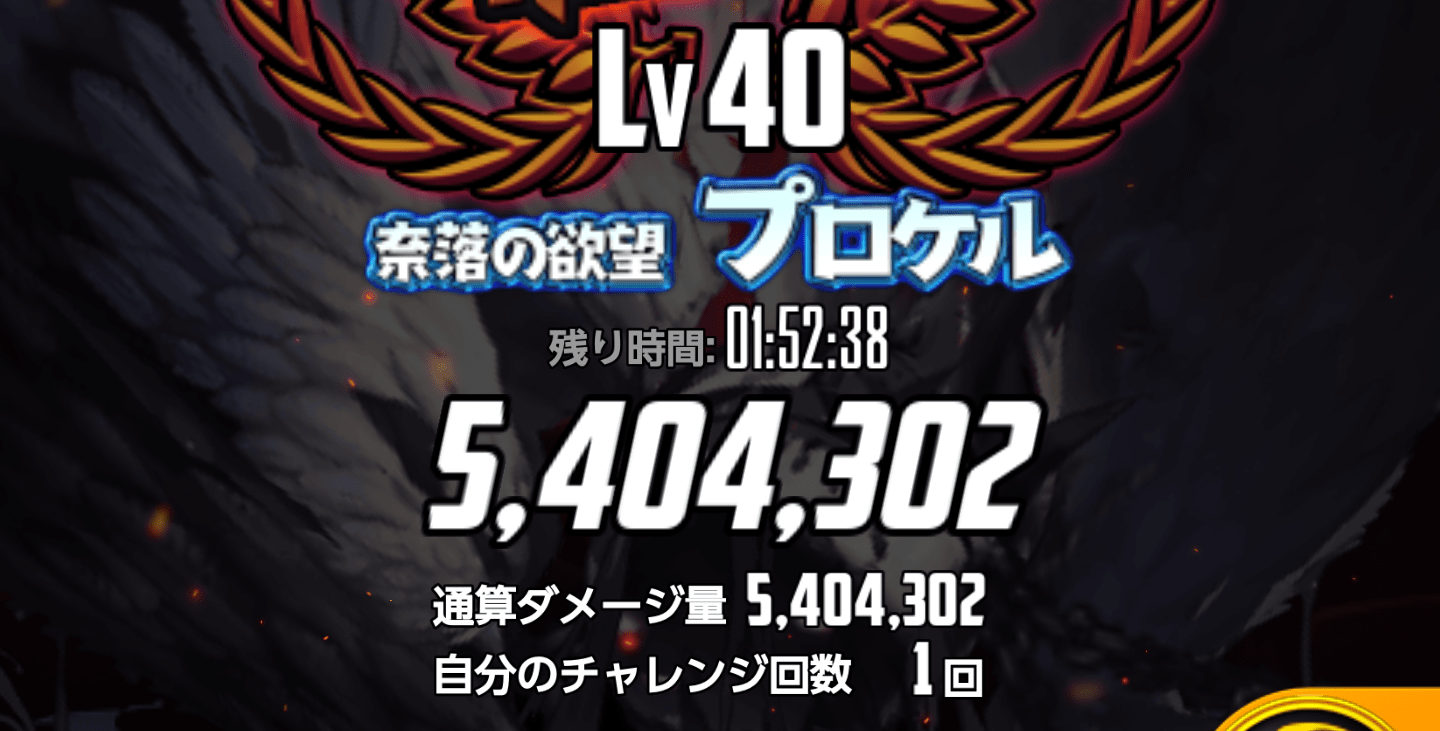 Lv40
奈落の欲望 プロケル
残り時間: 01:52:38
5,404,302
通算ダメージ量 5,404,302
自分のチャレンジ回数 1回